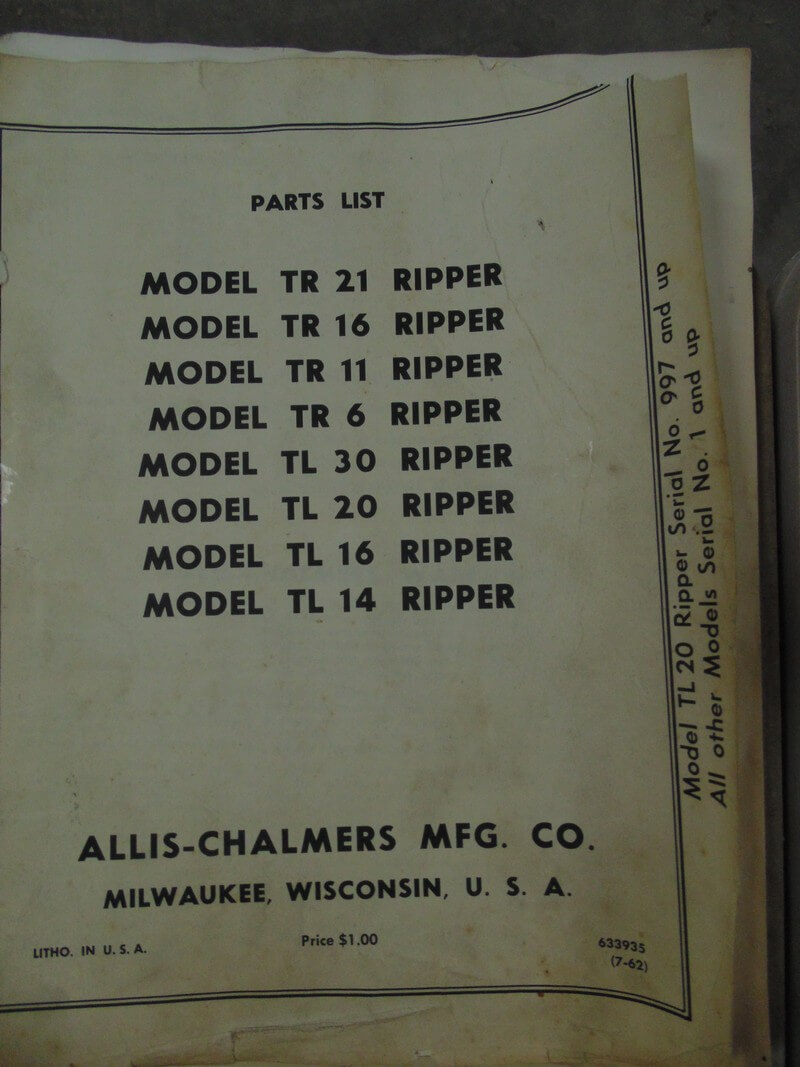 PARTS LIST
MODEL TR 21 RIPPER
MODEL TR 16 RIPPER
MODEL TR 11 RIPPER
MODEL TR 6 RIPPER
MODEL TL 30 RIPPER
MODEL TL 20 RIPPER
MODEL TL 16 RIPPER
MODEL TL 14 RIPPER
ALLIS-CHALMERS MFG. CO.
MILWAUKEE, WISCONSIN, U. S. A.
LITHO. IN U. S. A.
Price $1.00
633935
(7-62)
Model TL 20 Ripper Serial No. 997 and up
All other Models Serial No. 1 and up